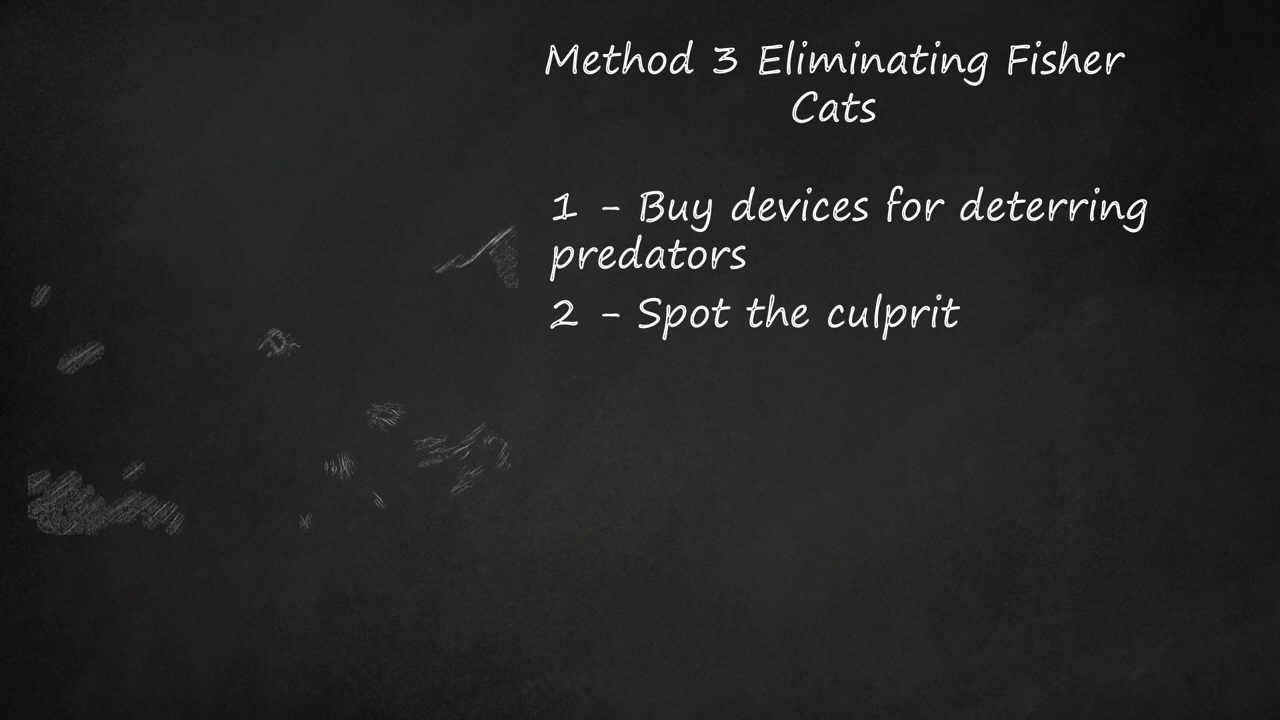 Method 3 Eliminating Fisher
Cats
1 - Buy devices for deterring
predators
2 - Spot the culprit